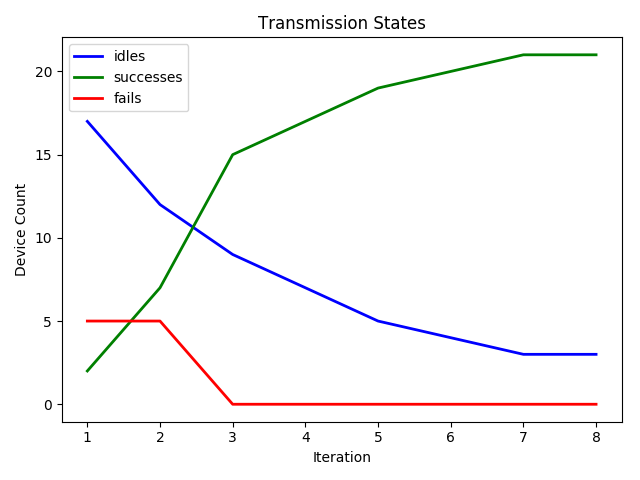 Transmission States
idles
successes
fails
Device Count
20
15
10
5
0
1 2 3 4 5 6 7 8
Iteration